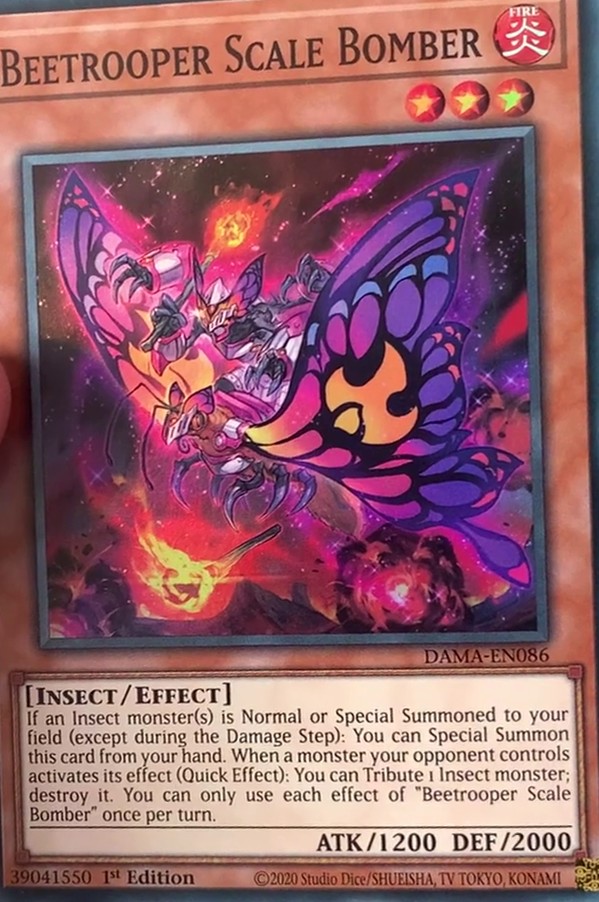 BEETROOPER SCALE BOMBER
FIRE
炎
DAMA-EN086
[INSECT/EFFECT]
If an Insect monster(s) is Normal or Special Summoned to your
field (except during the Damage Step): You can Special Summon
this card from your hand. When a monster your opponent controls
activates its effect (Quick Effect): You can Tribute 1 Insect monster;
destroy it. You can only use each effect of "Beetrooper Scale
Bomber" once per turn.
ATK/1200 DEF/2000
39041550 1st Edition
©2020 Studio Dice/SHUEISHA, TV TOKYO, KONAMI